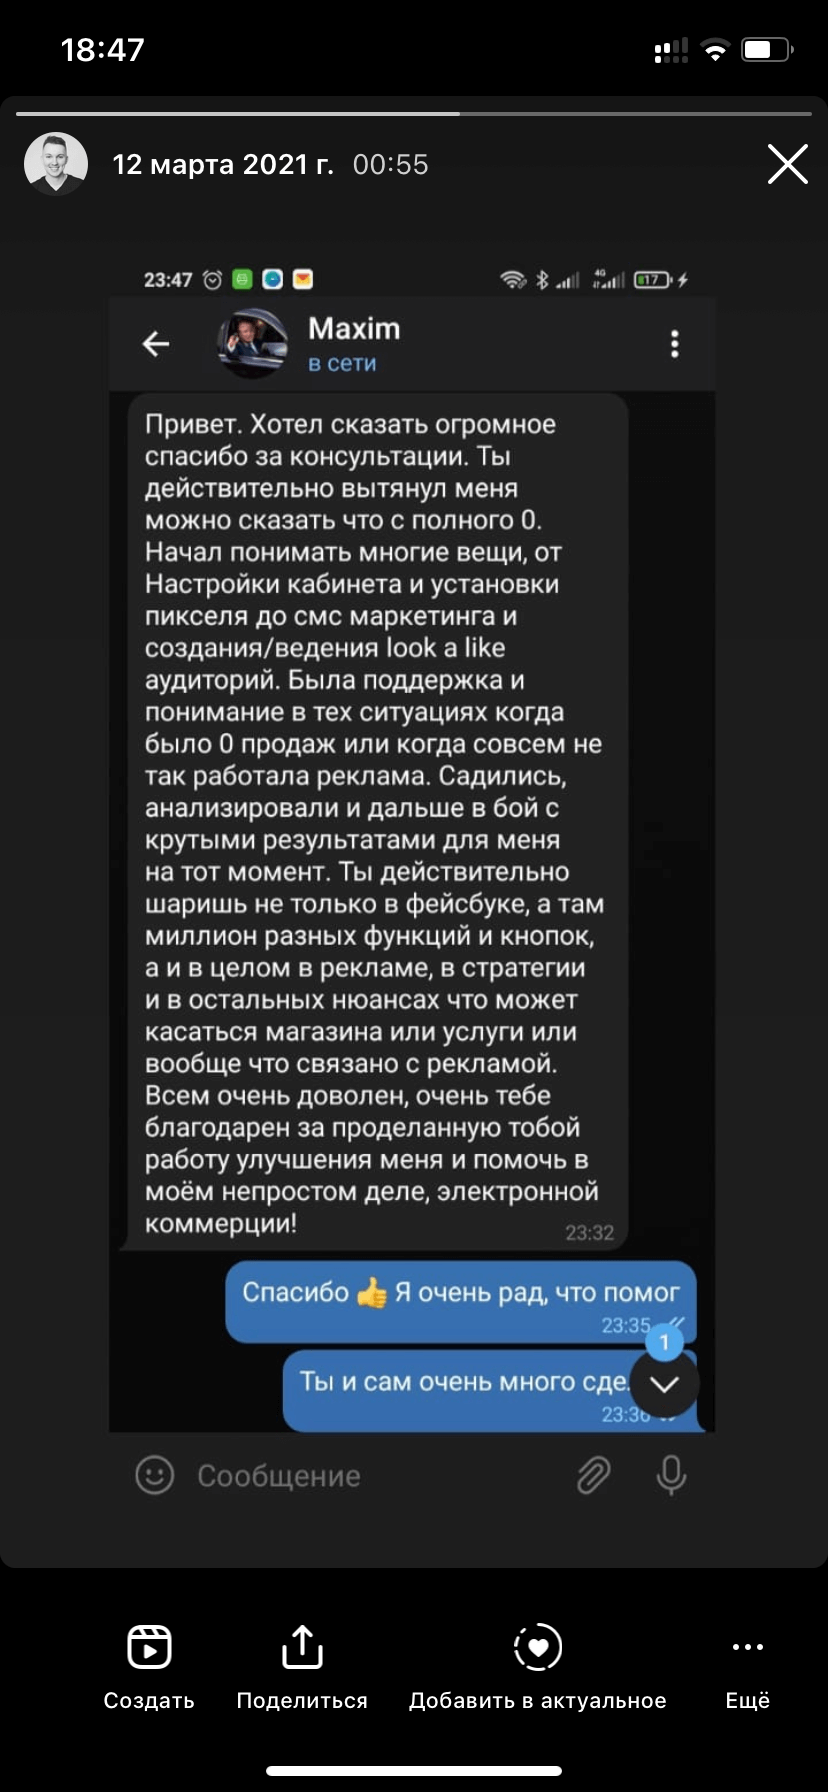 18:47
12 марта 2021 г. 00:55
23:47
4G
17
Maxim
в сети
Привет. Хотел сказать огромное
спасибо за консультации. Ты
действительно вытянул меня
можно сказать что с полного 0.
Начал понимать многие вещи, от
Настройки кабинета и установки
пикселя до смс маркетинга и
создания/ведения look a like
аудиторий. Была поддержка и
понимание в тех ситуациях когда
было 0 продаж или когда совсем не
так работала реклама. Садились,
анализировали и дальше в бой с
крутыми результатами для меня
на тот момент. Ты действительно
шаришь не только в фейсбуке, а там
миллион разных функций и кнопок,
а и в целом в рекламе, в стратегии
и в остальных нюансах что может
касаться магазина или услуги или
вообще что связано с рекламой.
Всем очень доволен, очень тебе
благодарен за проделанную тобой
работу улучшения меня и помочь в
моём непростом деле, электронной
коммерции!
23:32
Спасибо 👍 Я очень рад, что помог
23:35
1
Ты и сам очень много
23:36
Сообщение
Создать
Поделиться
Добавить в актуальное
Ещё